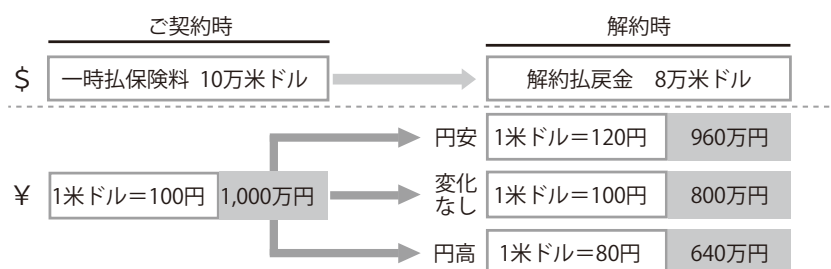 ご契約時 解約時
$ 一時払保険料 10万米ドル 解約払戻金 8万米ドル
円安 1米ドル＝120円 960万円
¥ 1米ドル＝100円 1,000万円 変化なし 1米ドル＝100円 800万円
円高 1米ドル＝80円 640万円